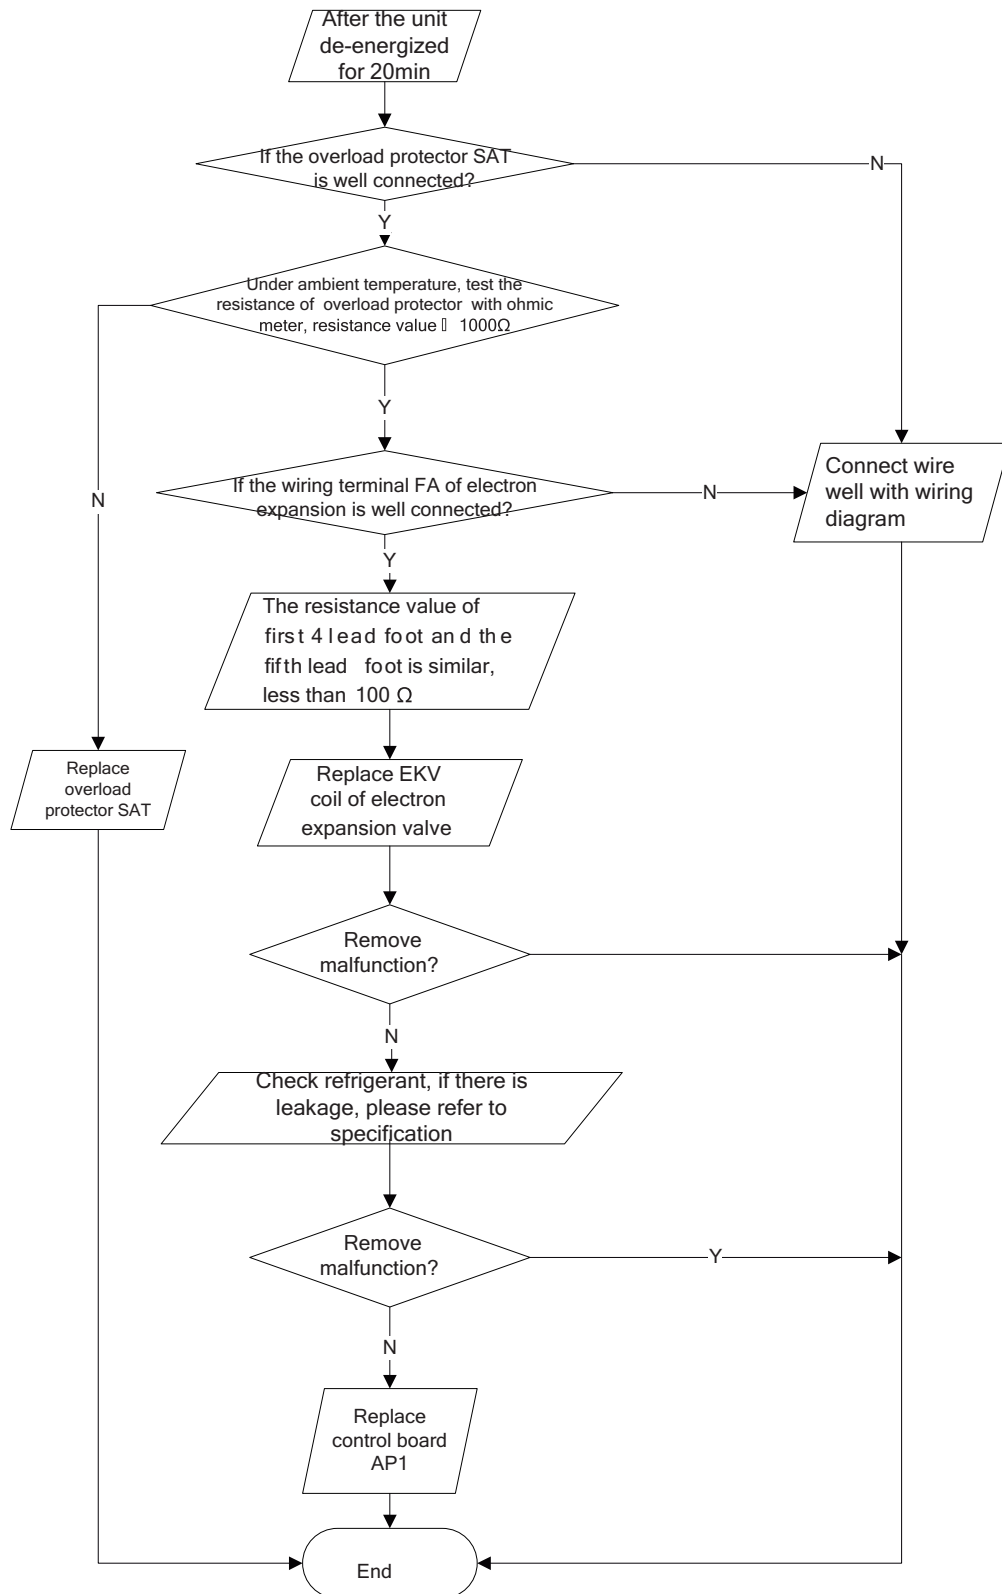 After the unit
de-energized
for 20min
If the overload protector SAT
is well connected?
N
Y
Under ambient temperature, test the
resistance of overload protector with ohmic
meter, resistance value 1000Ω
Y
If the wiring terminal FA of electron
expansion is well connected?
N
Connect wire
well with wiring
diagram
N
Y
The resistance value of
first 4 lead foot and the
fifth lead foot is similar,
less than 100 Ω
Replace
overload
protector SAT
Replace EKV
coil of electron
expansion valve
Remove
malfunction?
N
Check refrigerant, if there is
leakage, please refer to
specification
Remove
malfunction?
Y
N
Replace
control board
AP1
End